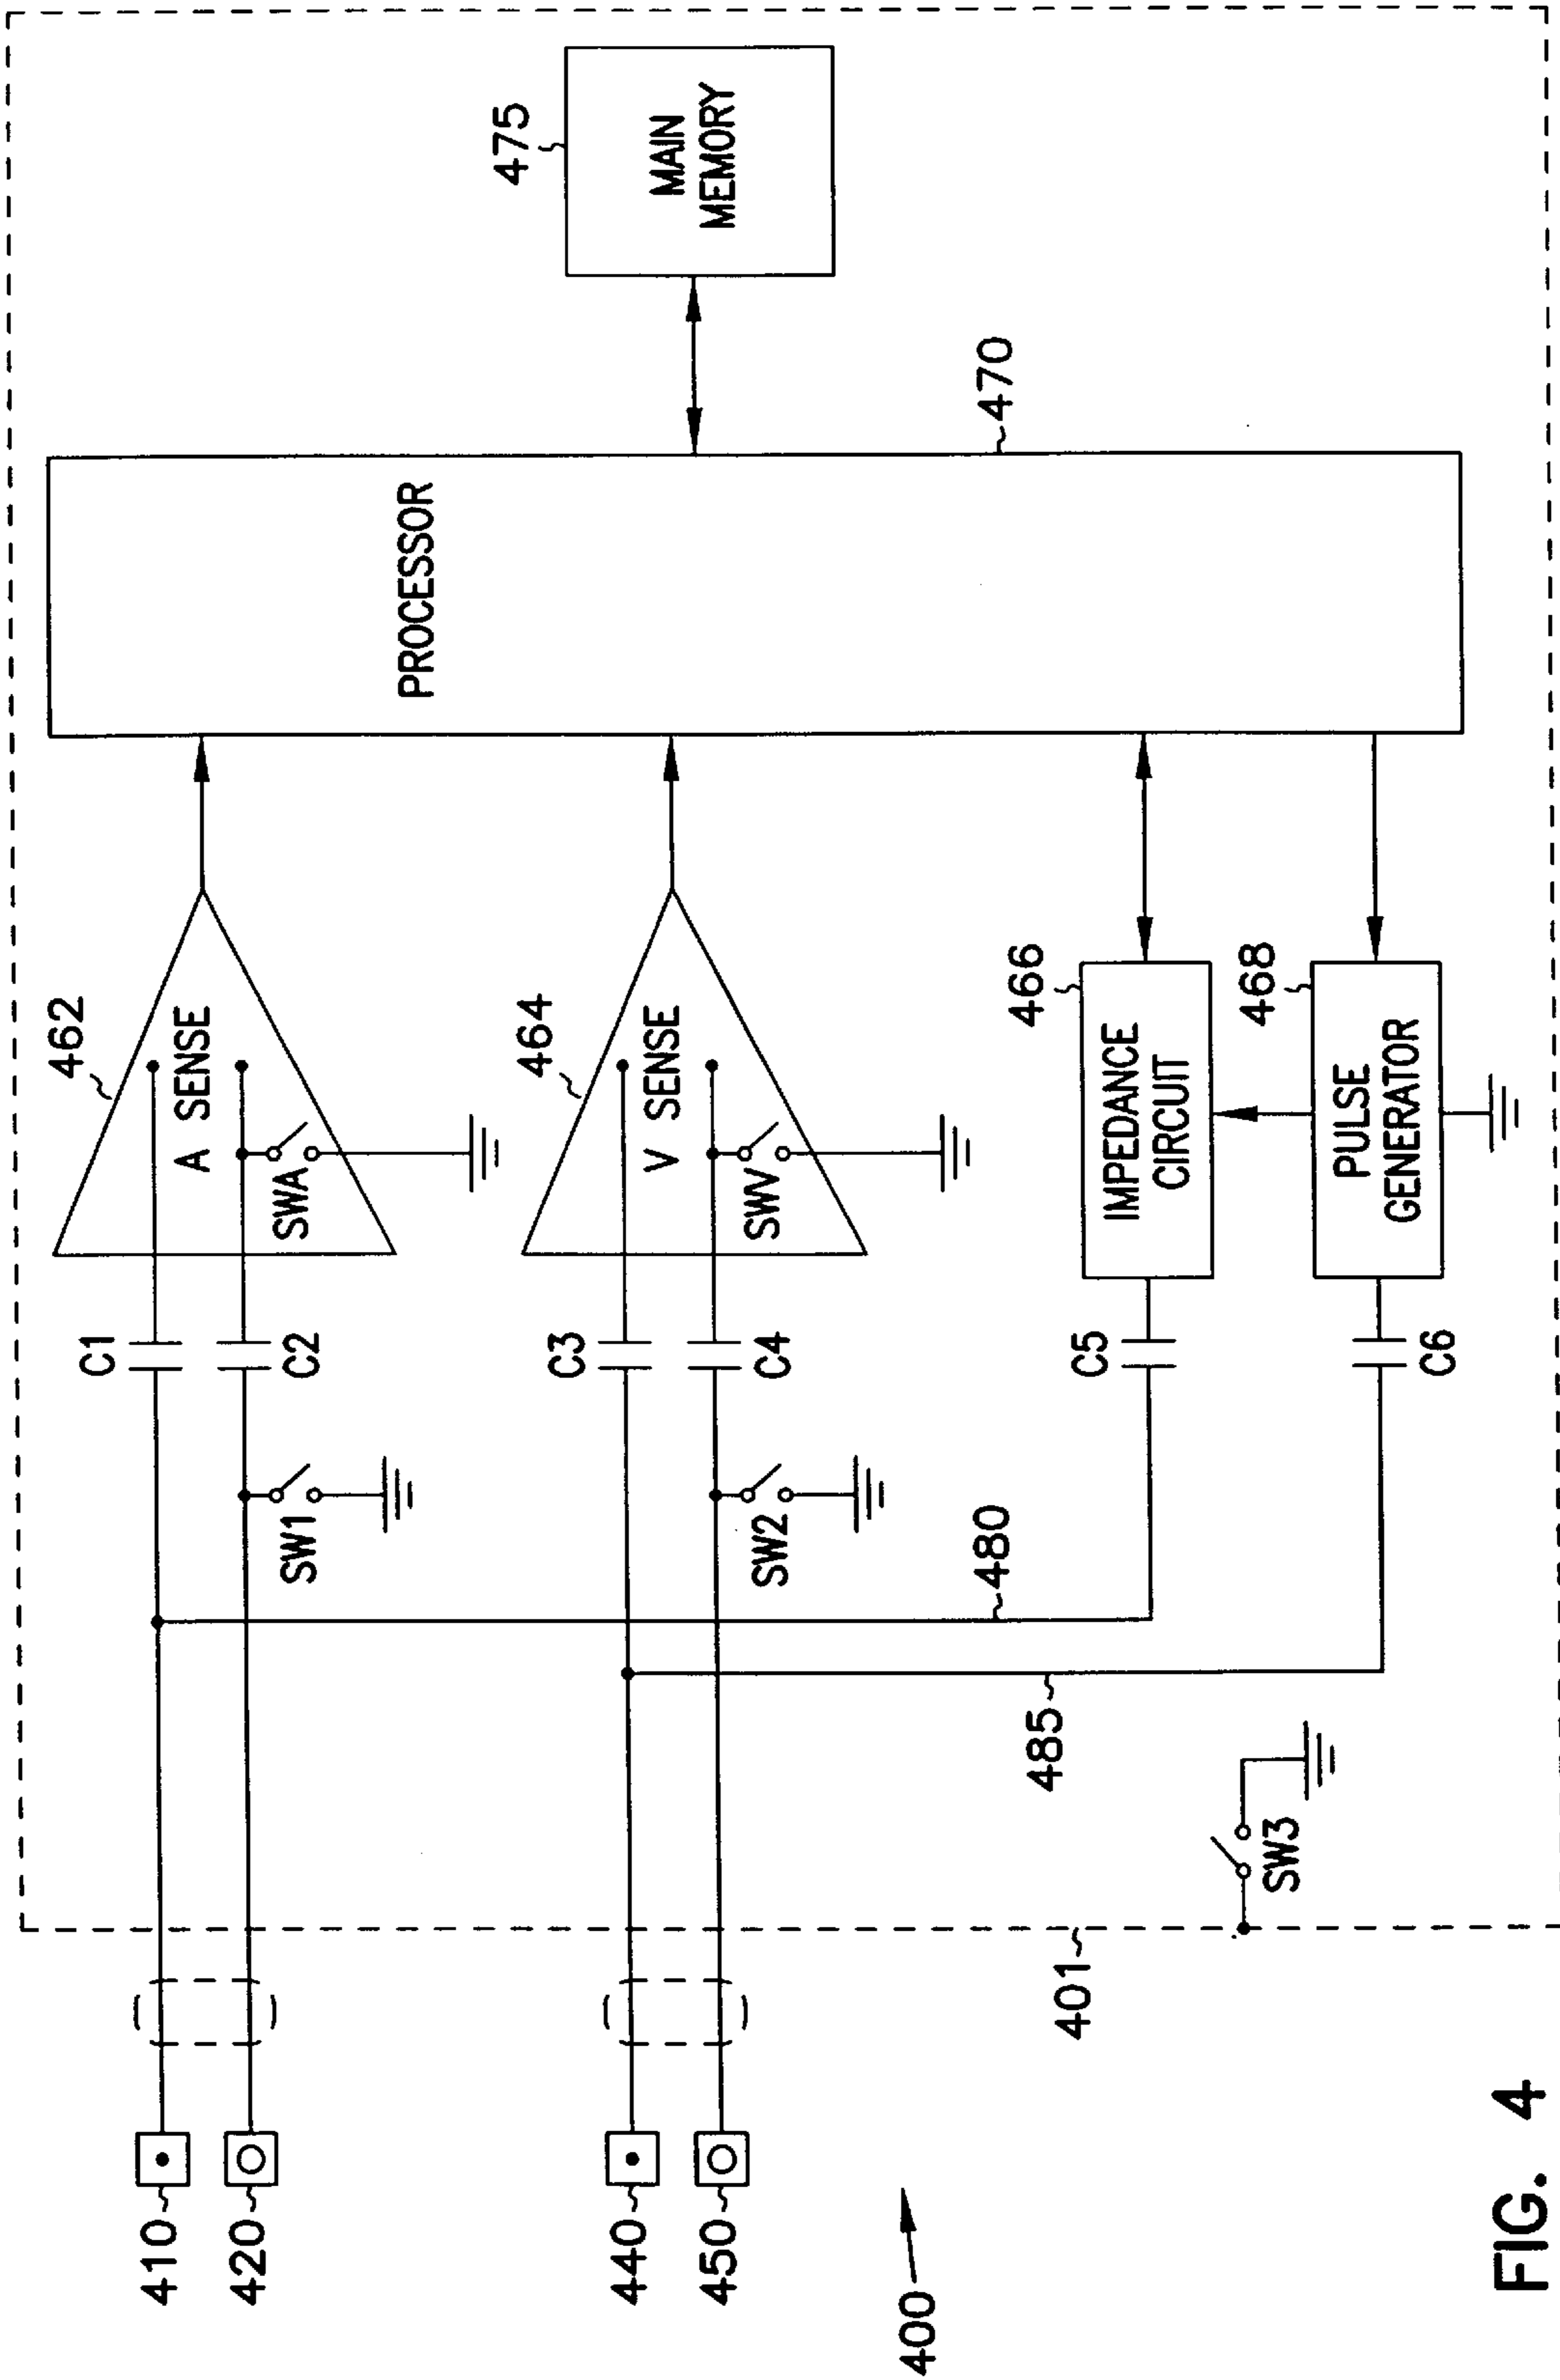 410
420
440
450
400
401
C1
C2
SW1
462
A SENSE
SWA
C3
C4
SW2
464
V SENSE
SWV
480
485
SW3
C5
C6
466
IMPEDANCE
CIRCUIT
468
PULSE
GENERATOR
PROCESSOR
470
475
MAIN
MEMORY
FIG. 4